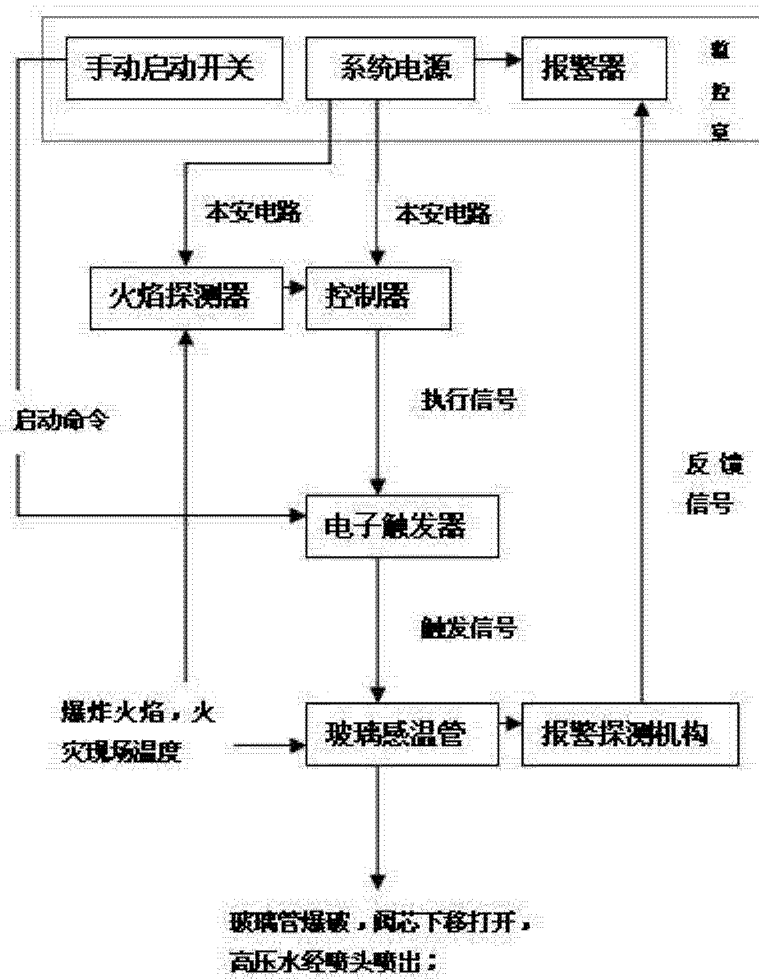 手动启动开关
系统电源
报警器
监控室
本安电路
本安电路
火焰探测器
控制器
启动命令
执行信号
反馈
信号
电子触发器
触发信号
爆炸火焰，火
灾现场温度
玻璃感温管
报警探测机构
玻璃管爆破，阀芯下移打开，
高压水经喷头喷出；